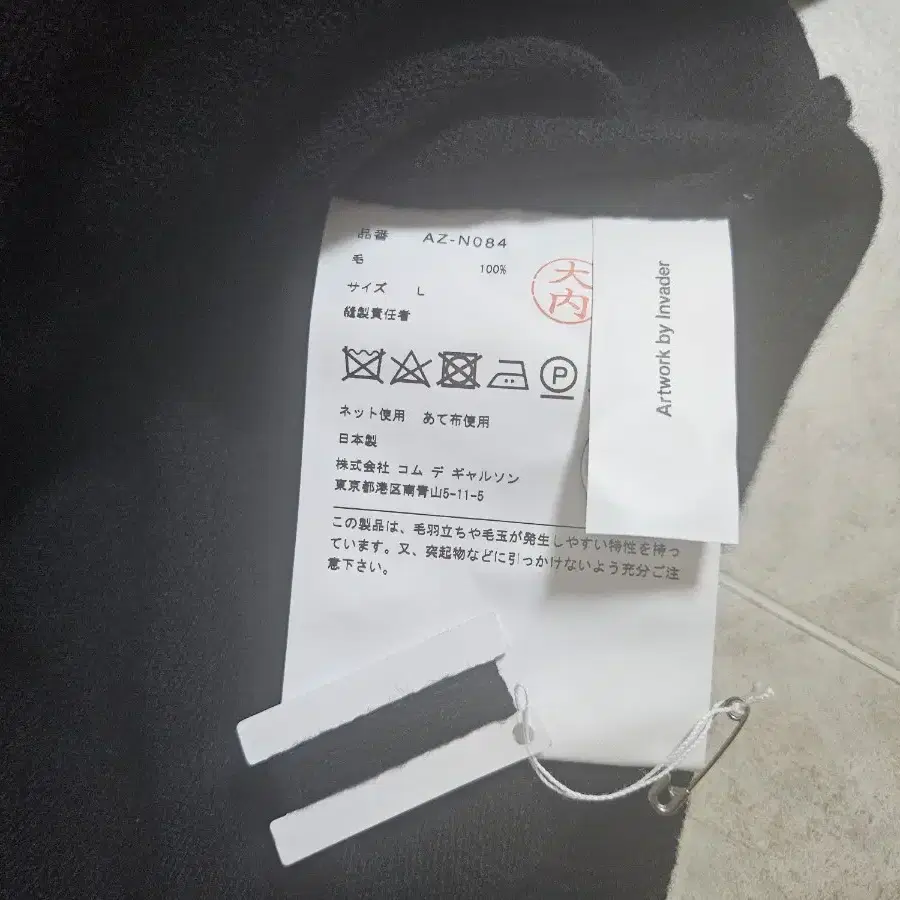 品番 AZ-N084
毛 100%
サイズ L
縫製責任者
大内
P
ネット使用 あて布使用
日本製
株式会社 コム デ ギャルソン
東京都港区南青山5-11-5
この製品は、毛羽立ちや毛玉が発生しやすい特性を持っ
ています。又、突起物などに引っかけないよう充分ご注
意下さい。
Artwork by Invader